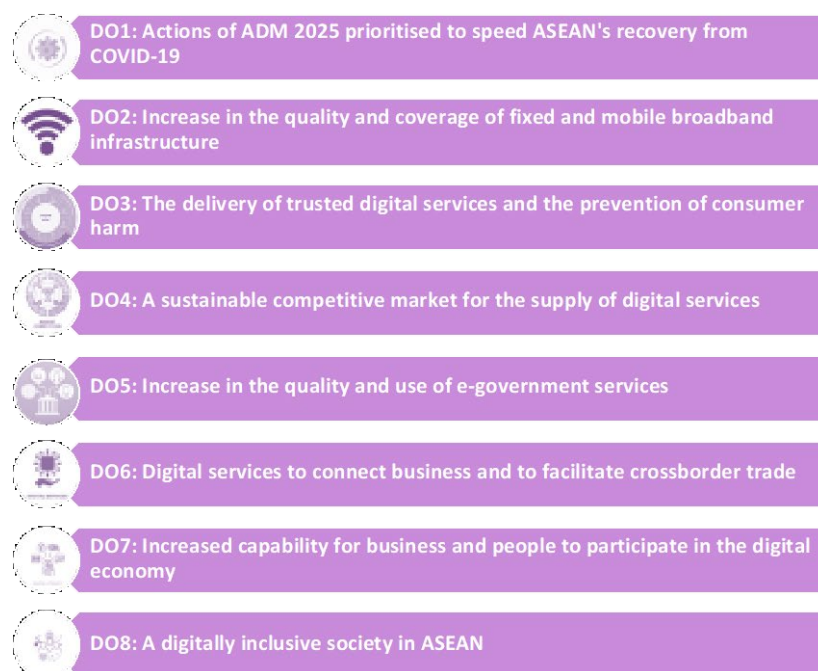 DO1: Actions of ADM 2025 prioritised to speed ASEAN's recovery from
COVID-19
DO2: Increase in the quality and coverage of fixed and mobile broadband
infrastructure
DO3: The delivery of trusted digital services and the prevention of consumer
harm
DO4: A sustainable competitive market for the supply of digital services
DO5: Increase in the quality and use of e-government services
DO6: Digital services to connect business and to facilitate crossborder trade
DO7: Increased capability for business and people to participate in the digital
economy
DO8: A digitally inclusive society in ASEAN